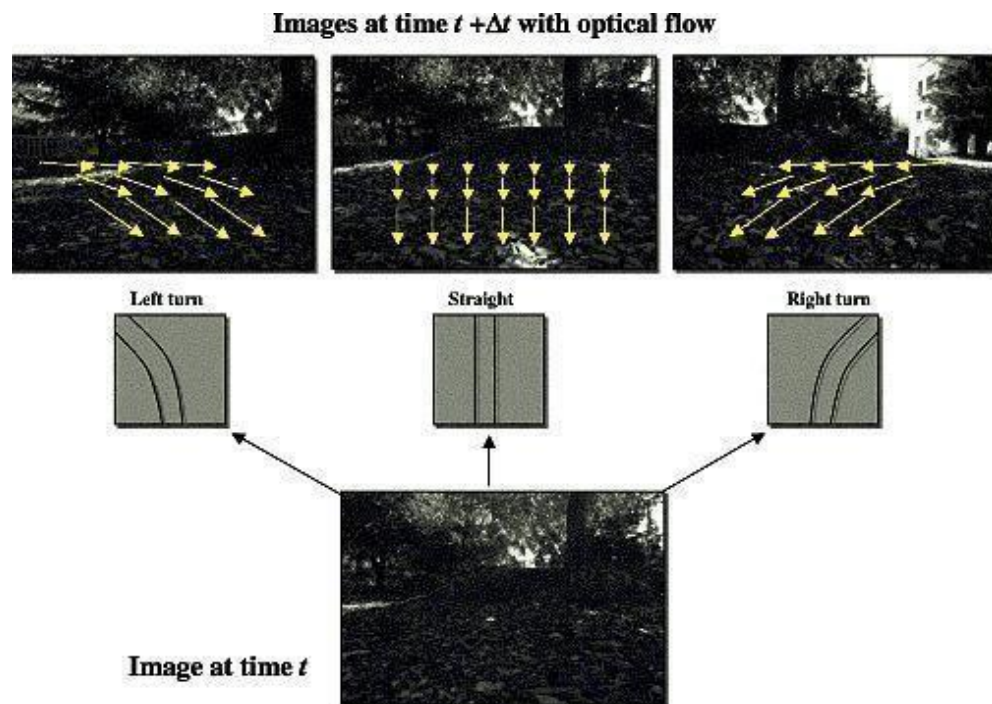 Images at time t +Δt with optical flow
Left turn
Straight
Right turn
Image at time t